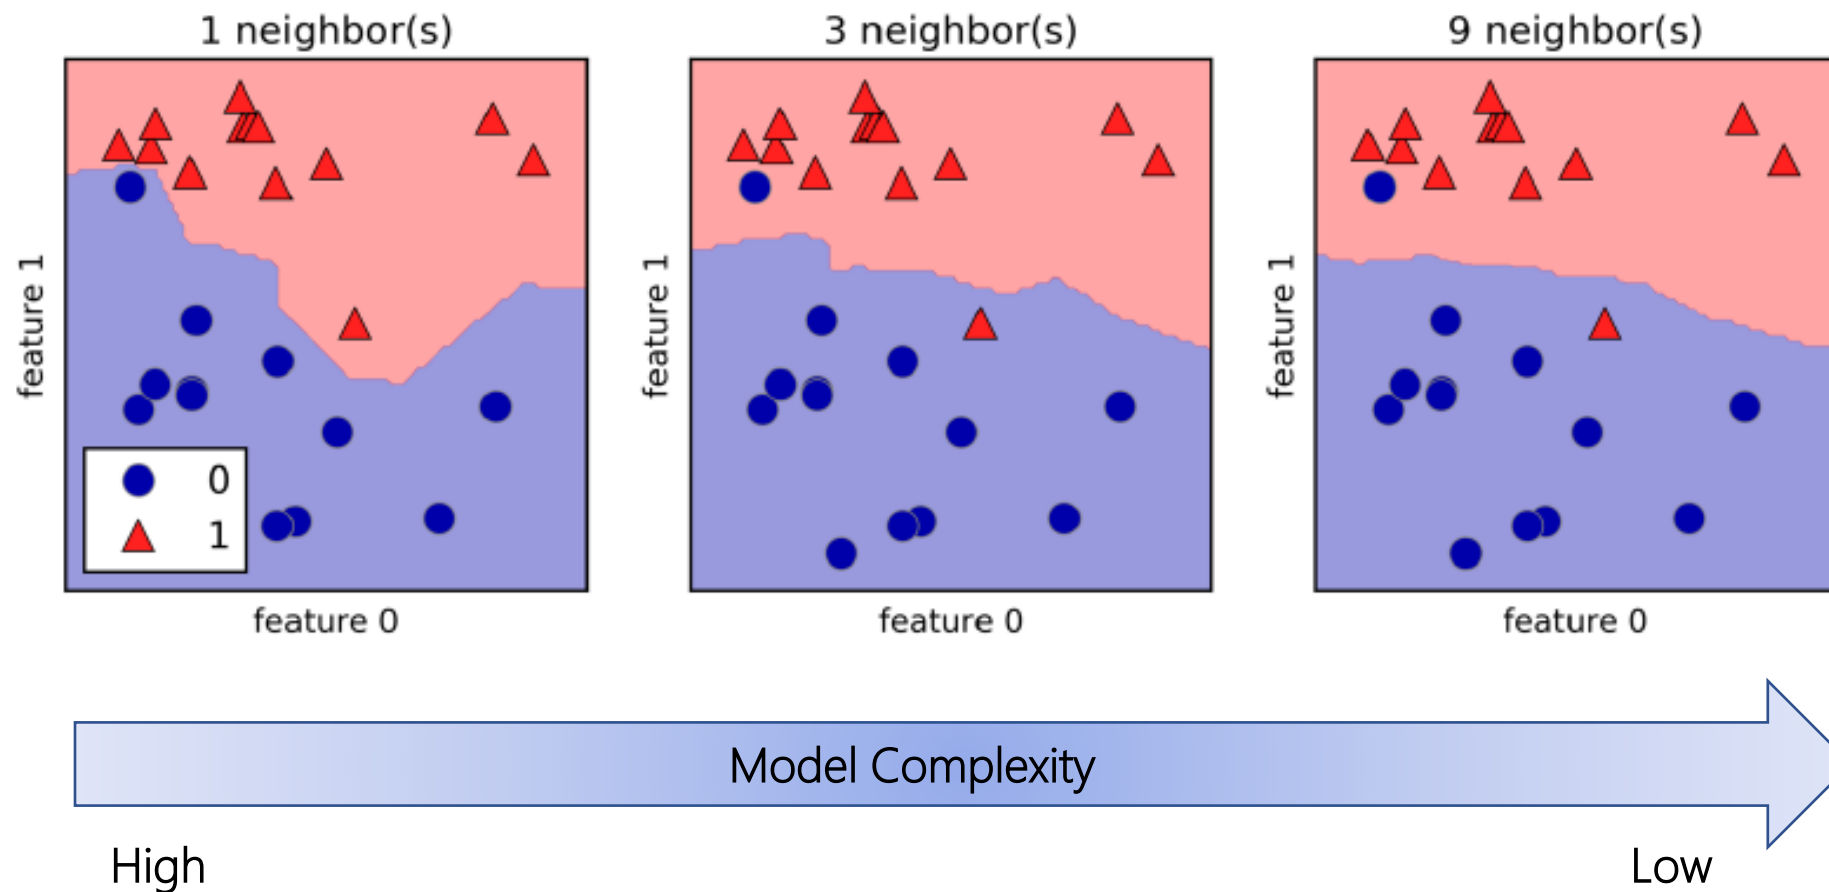 1 neighbor(s)
3 neighbor(s)
9 neighbor(s)
feature 1
feature 1
feature 1
0
1
feature 0
feature 0
feature 0
Model Complexity
High
Low